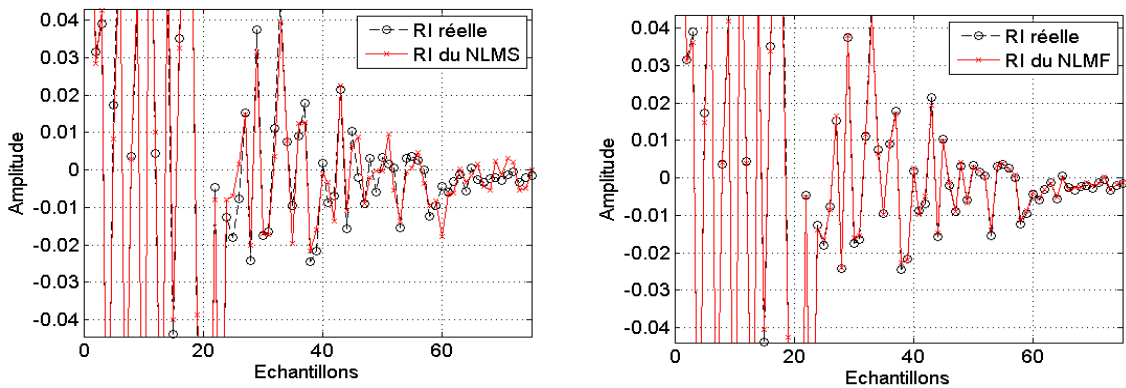 0.04
0.03
0.02
0.01
0
-0.01
-0.02
-0.03
-0.04
Amplitude
0 20 40 60
Echantillons
RI réelle
RI du NLMS
0.04
0.03
0.02
0.01
0
-0.01
-0.02
-0.03
-0.04
Amplitude
0 20 40 60
Echantillons
RI réelle
RI du NLMF